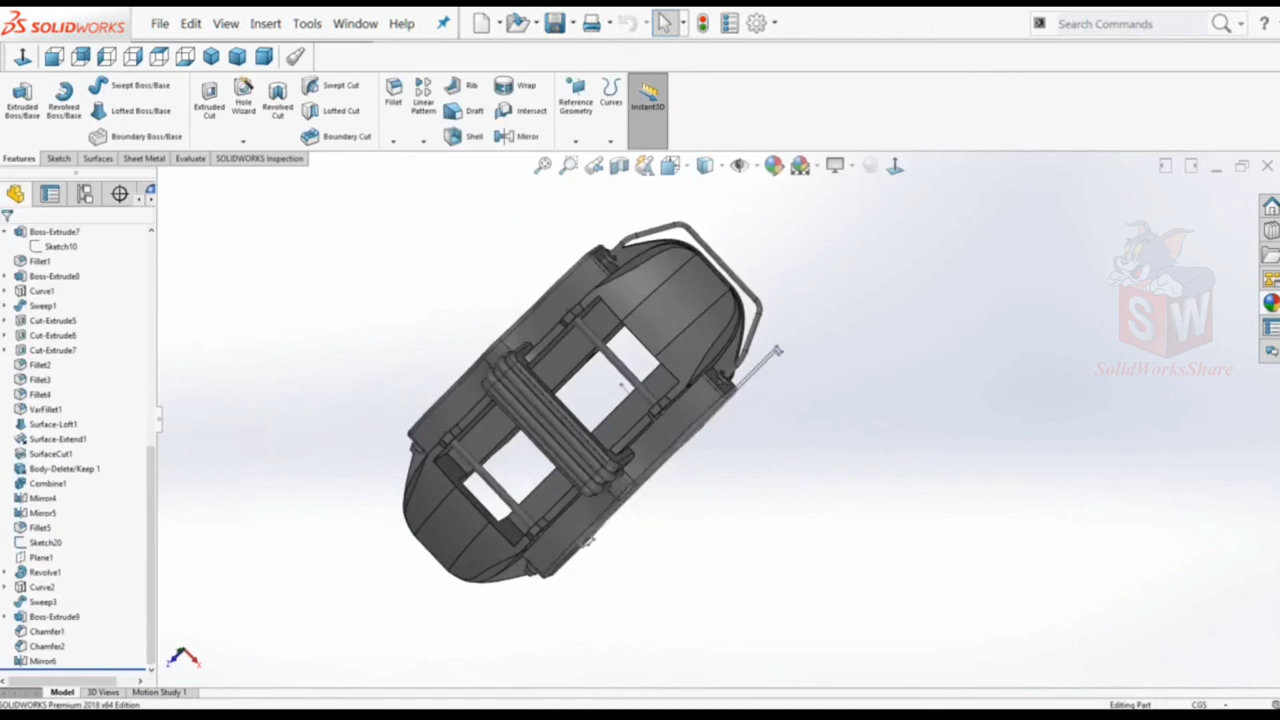 SOLIDWORKS File Edit View Insert Tools Window Help Search Commands
Extruded Boss/Base
Revolved Boss/Base
Swept Boss/Base
Lofted Boss/Base
Boundary Boss/Base
Extruded Cut
Hole Wizard
Revolved Cut
Swept Cut
Lofted Cut
Boundary Cut
Fillet
Linear Pattern
Rib
Draft
Shell
Wrap
Intersect
Mirror
Reference Geometry
Curves
Instant3D
Features Sketch Surfaces Sheet Metal Evaluate SOLIDWORKS Inspection
Boss-Extrude7
Sketch10
Fillet1
Boss-Extrude8
Curve1
Sweep1
Cut-Extrude5
Cut-Extrude6
Cut-Extrude7
Fillet2
Fillet3
Fillet4
VarFillet1
Surface-Loft1
Surface-Extend1
SurfaceCut1
Body-Delete/Keep 1
Combine1
Mirror4
Mirror5
Fillet5
Sketch20
Plane1
Revolve1
Curve2
Sweep3
Boss-Extrude9
Chamfer1
Chamfer2
Mirror6
SW
SolidWorksShare
Z X
Model 3D Views Motion Study 1
SOLIDWORKS Premium 2018 x64 Edition Editing Part CGS